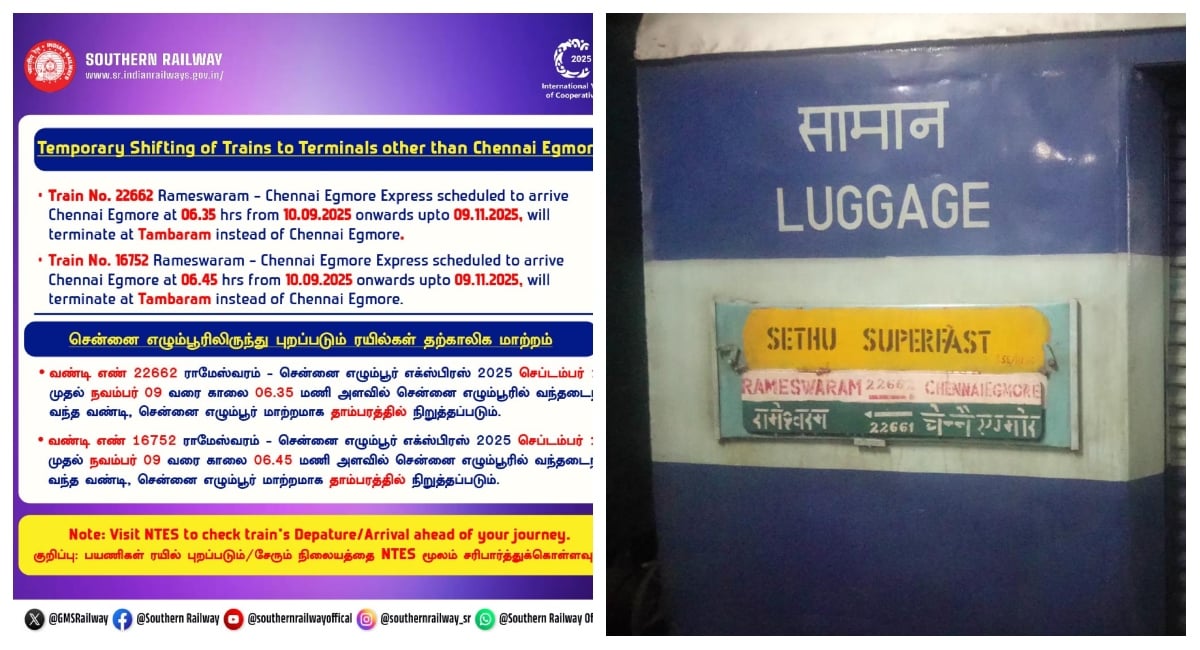 SOUTHERN RAILWAY
www.sr.indianrailways.gov.in/
2025
International
of Cooperativ
Temporary Shifting of Trains to Terminals other than Chennai Egmor
• Train No. 22662 Rameswaram - Chennai Egmore Express scheduled to arrive
Chennai Egmore at 06.35 hrs from 10.09.2025 onwards upto 09.11.2025, will
terminate at Tambaram instead of Chennai Egmore.
• Train No. 16752 Rameswaram - Chennai Egmore Express scheduled to arrive
Chennai Egmore at 06.45 hrs from 10.09.2025 onwards upto 09.11.2025, will
terminate at Tambaram instead of Chennai Egmore.
சென்னை எழும்பூரிலிருந்து புறப்படும் ரயில்கள் தற்காலிக மாற்றம்
• வண்டி எண் 22662 ராமேஸ்வரம் - சென்னை எழும்பூர் எக்ஸ்பிரஸ் 2025 செப்டம்பர்
முதல் நவம்பர் 09 வரை காலை 06.35 மணி அளவில் சென்னை எழும்பூரில் வந்தடை
வந்த வண்டி, சென்னை எழும்பூர் மாற்றமாக தாம்பரத்தில் நிறுத்தப்படும்.
• வண்டி எண் 16752 ராமேஸ்வரம் - சென்னை எழும்பூர் எக்ஸ்பிரஸ் 2025 செப்டம்பர்
முதல் நவம்பர் 09 வரை காலை 06.45 மணி அளவில் சென்னை எழும்பூரில் வந்தடை
வந்த வண்டி, சென்னை எழும்பூர் மாற்றமாக தாம்பரத்தில் நிறுத்தப்படும்.
Note: Visit NTES to check train's Depature/Arrival ahead of your journey.
குறிப்பு: பயணிகள் ரயில் புறப்படும்/சேரும் நிலையத்தை NTES மூலம் சரிபார்த்துக்கொள்ளவு
@GMSRailway @Southern Railway @southernrailwayoffical @southernrailway_sr @Southern Railway Of
सामान
LUGGAGE
SETHU SUPERFAST
RAMESWARAM 22662 CHENNAIEGMORE
रामेश्वरम 22661 चेन्नै एगमोर